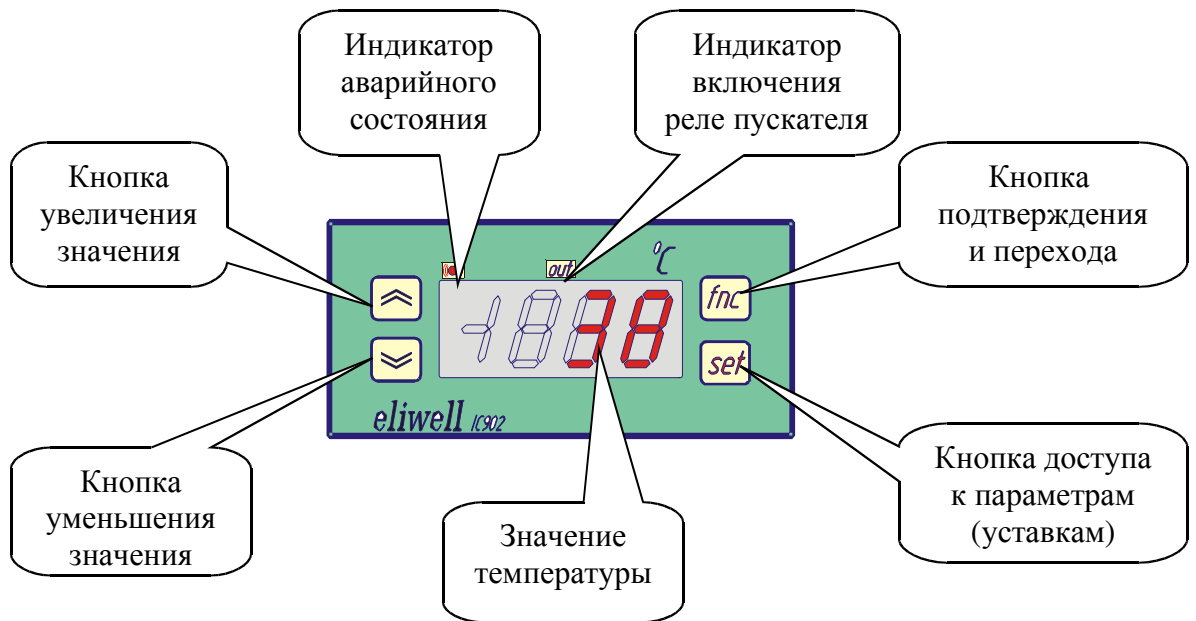 Индикатор
аварийного
состояния
Индикатор
включения
реле пускателя
Кнопка
увеличения
значения
Кнопка
подтверждения
и перехода
out
°C
fnc
38
set
eliwell IC902
Кнопка
уменьшения
значения
Значение
температуры
Кнопка доступа
к параметрам
(уставкам)